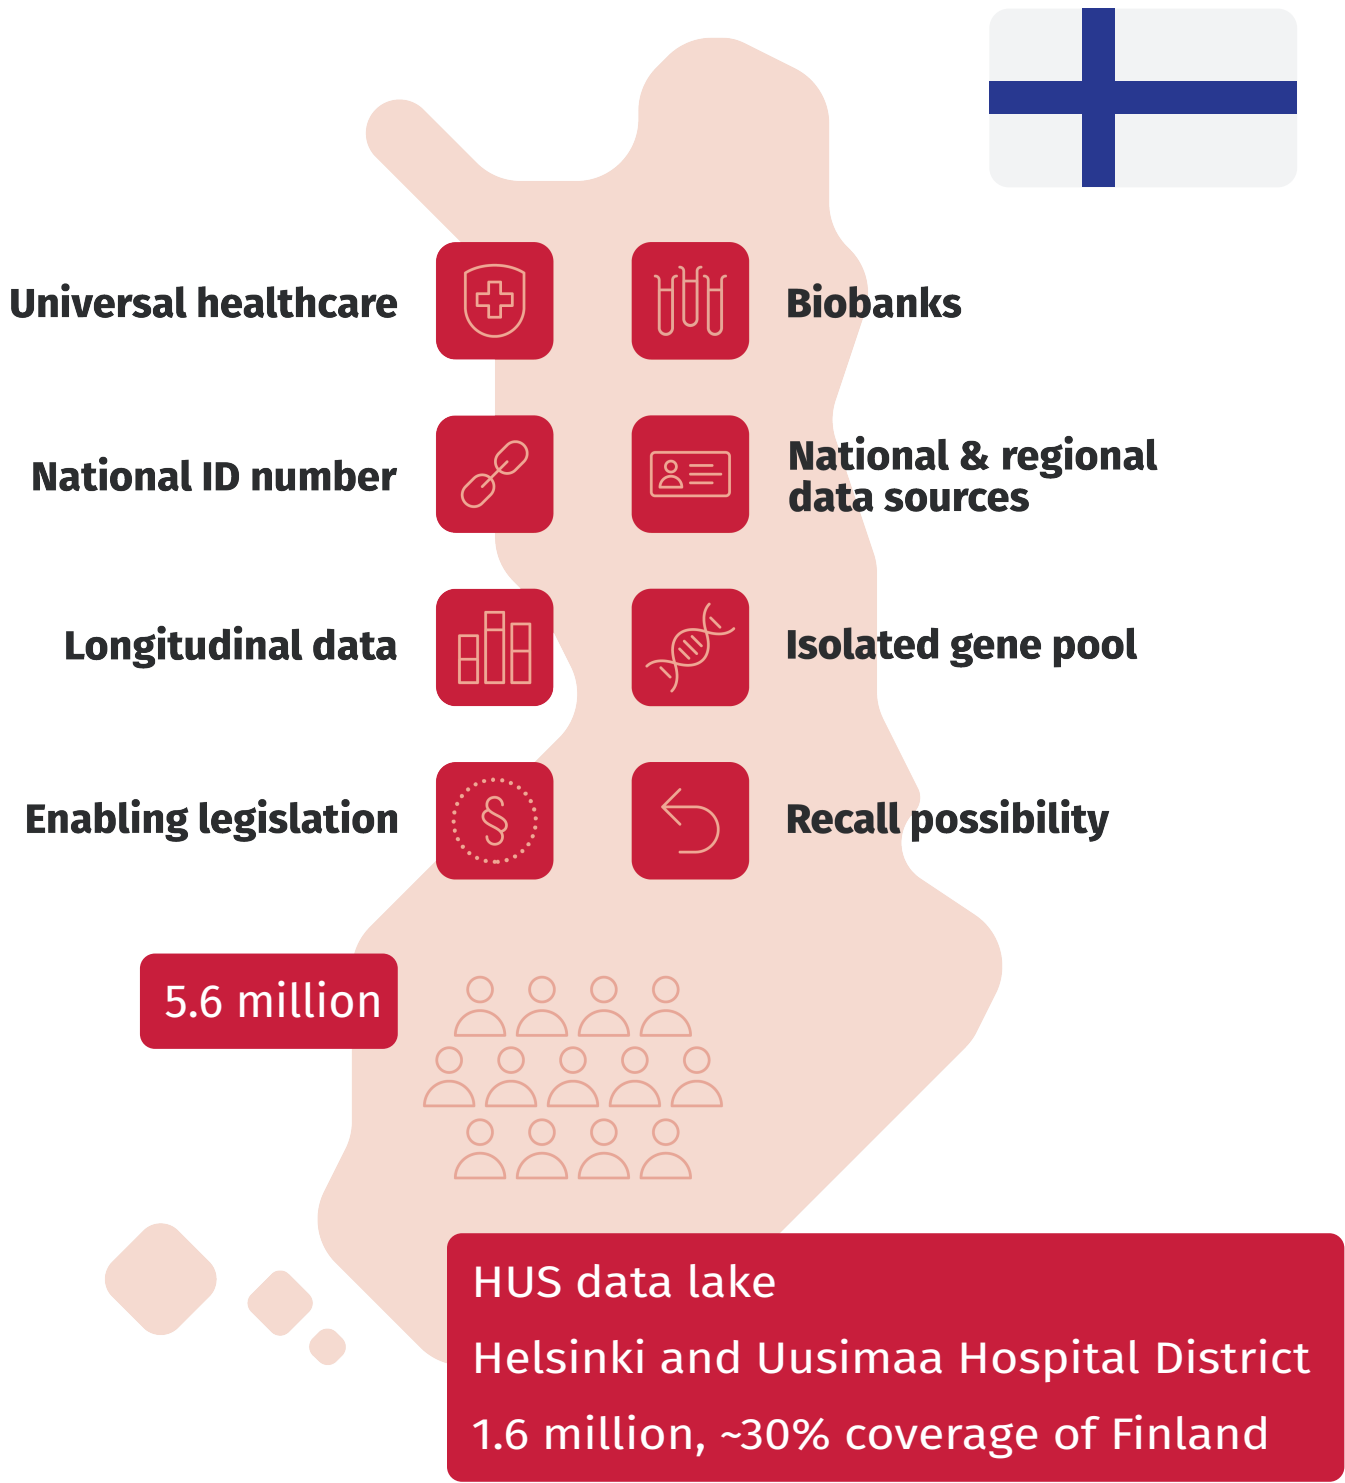 Universal healthcare
Biobanks
National ID number
National & regional
data sources
Longitudinal data
Isolated gene pool
Enabling legislation
§
Recall possibility
5.6 million
HUS data lake
Helsinki and Uusimaa Hospital District
1.6 million, ~30% coverage of Finland